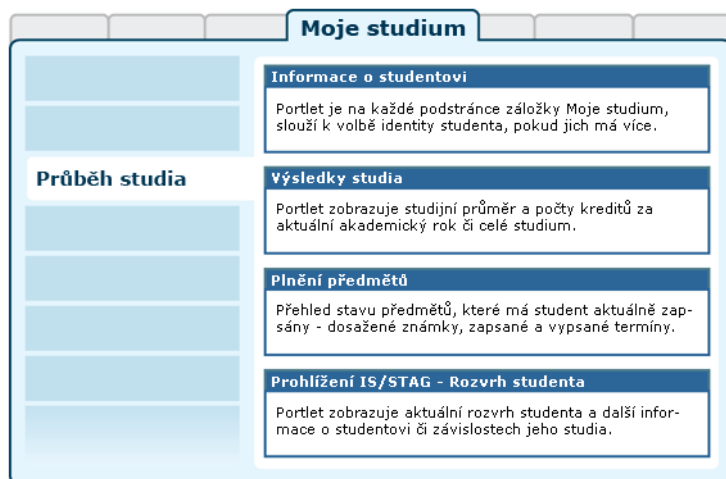 Moje studium
Informace o studentovi
Portlet je na každé podstránce záložky Moje studium,
slouží k volbě identity studenta, pokud jich má více.
Průběh studia
Výsledky studia
Portlet zobrazuje studijní průměr a počty kreditů za
aktuální akademický rok či celé studium.
Plnění předmětů
Přehled stavu předmětů, které má student aktuálně zap-
sány - dosažené známky, zapsané a vypsané termíny.
Prohlížení IS/STAG - Rozvrh studenta
Portlet zobrazuje aktuální rozvrh studenta a další infor-
mace o studentovi či závislostech jeho studia.